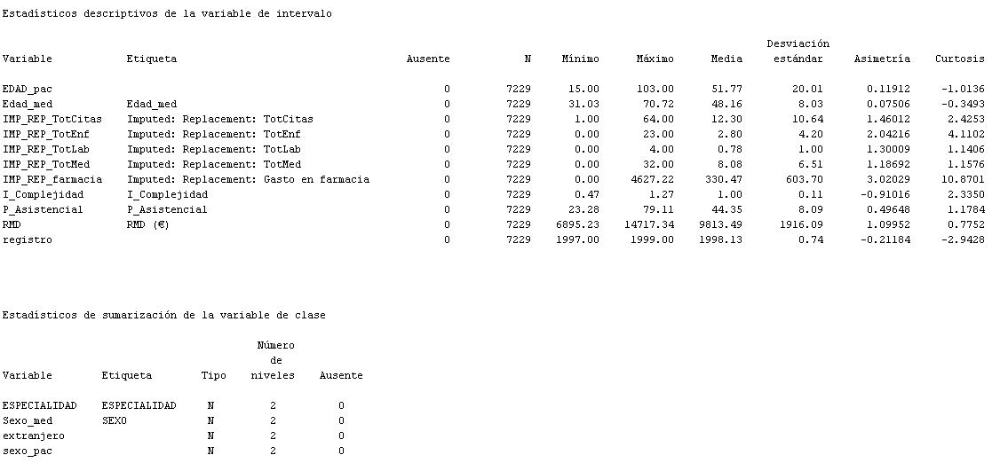 Estadísticos descriptivos de la variable de intervalo
Desviación
Variable Etiqueta Ausente N Mínimo Máximo Media estándar Asimetría Curtosis
EDAD_pac 0 7229 15.00 103.00 51.77 20.01 0.11912 -1.0136
Edad_med Edad_med 0 7229 31.03 70.72 48.16 8.03 0.07506 -0.3493
IMP_REP_TotCitas Imputed: Replacement: TotCitas 0 7229 1.00 64.00 12.30 10.64 1.46012 2.4253
IMP_REP_TotEnf Imputed: Replacement: TotEnf 0 7229 0.00 23.00 2.80 4.20 2.04216 4.1102
IMP_REP_TotLab Imputed: Replacement: TotLab 0 7229 0.00 4.00 0.78 1.00 1.30009 1.1406
IMP_REP_TotMed Imputed: Replacement: TotMed 0 7229 0.00 32.00 8.08 6.51 1.18692 1.1576
IMP_REP_farmacia Imputed: Replacement: Gasto en farmacia 0 7229 0.00 4627.22 330.47 603.70 3.02029 10.8701
I_Complejidad I_Complejidad 0 7229 0.47 1.27 1.00 0.11 -0.91016 2.3350
P_Asistencial P_Asistencial 0 7229 23.28 79.11 44.35 8.09 0.49648 1.1784
RMD RMD (€) 0 7229 6895.23 14717.34 9813.49 1916.09 1.09952 0.7752
registro 0 7229 1997.00 1999.00 1998.13 0.74 -0.21184 -2.9428
Estadísticos de sumarización de la variable de clase
Número
de
Variable Etiqueta Tipo niveles Ausente
ESPECIALIDAD ESPECIALIDAD N 2 0
Sexo_med SEXO N 2 0
extranjero N 2 0
sexo_pac N 2 0